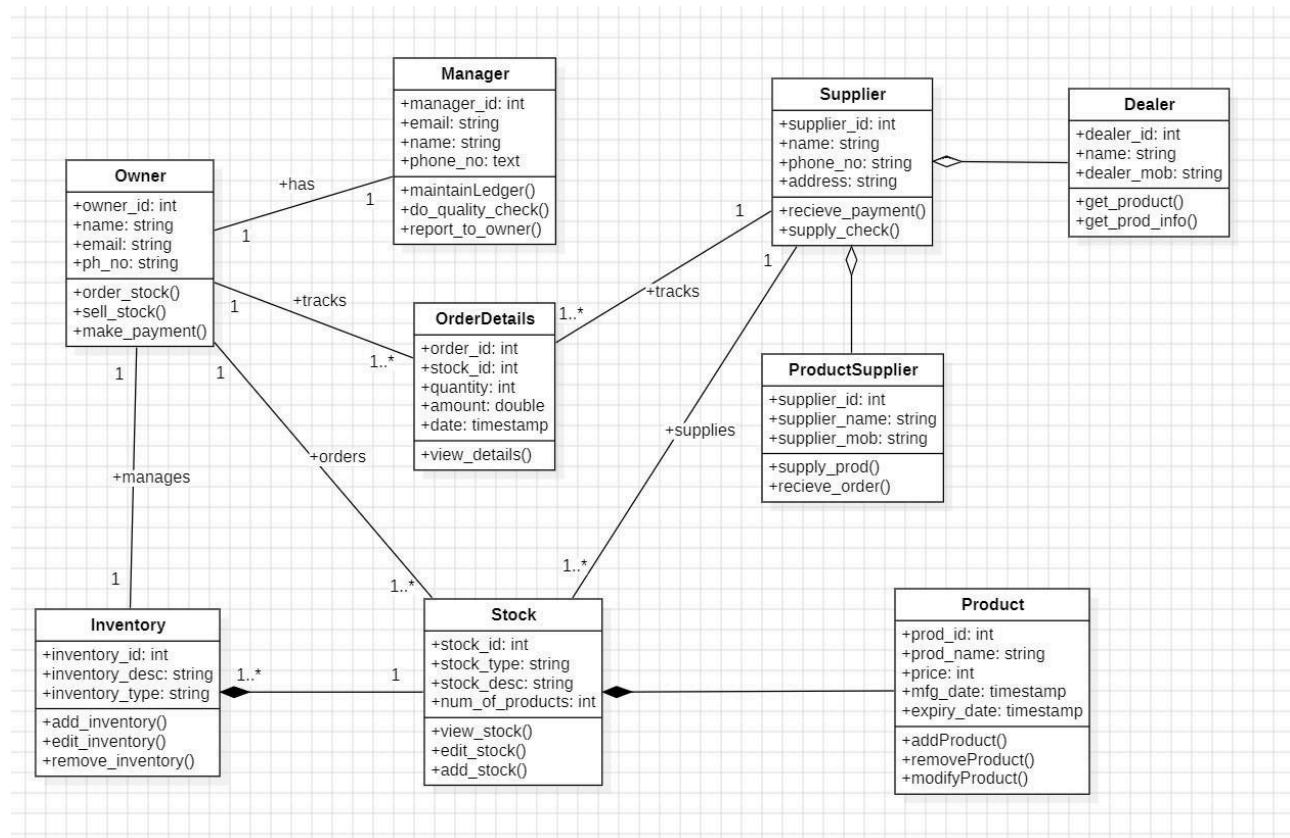 Manager
+manager_id: int
+email: string
+name: string
+phone_no: text
+maintainLedger()
+do_quality_check()
+report_to_owner()
Supplier
+supplier_id: int
+name: string
+phone_no: string
+address: string
+recieve_payment()
+supply_check()
Dealer
+dealer_id: int
+name: string
+dealer_mob: string
+get_product()
+get_prod_info()
Owner
+owner_id: int
+name: string
+email: string
+ph_no: string
+order_stock()
+sell_stock()
+make_payment()
+has
1
1
+tracks
1
1..*
OrderDetails
+order_id: int
+stock_id: int
+quantity: int
+amount: double
+date: timestamp
+view_details()
1
+tracks
1..*
1
+supplies
1..*
ProductSupplier
+supplier_id: int
+supplier_name: string
+supplier_mob: string
+supply_prod()
+recieve_order()
1
+manages
1
1
+orders
1..*
Inventory
+inventory_id: int
+inventory_desc: string
+inventory_type: string
+add_inventory()
+edit_inventory()
+remove_inventory()
1..*
1
Stock
+stock_id: int
+stock_type: string
+stock_desc: string
+num_of_products: int
+view_stock()
+edit_stock()
+add_stock()
Product
+prod_id: int
+prod_name: string
+price: int
+mfg_date: timestamp
+expiry_date: timestamp
+addProduct()
+removeProduct()
+modifyProduct()